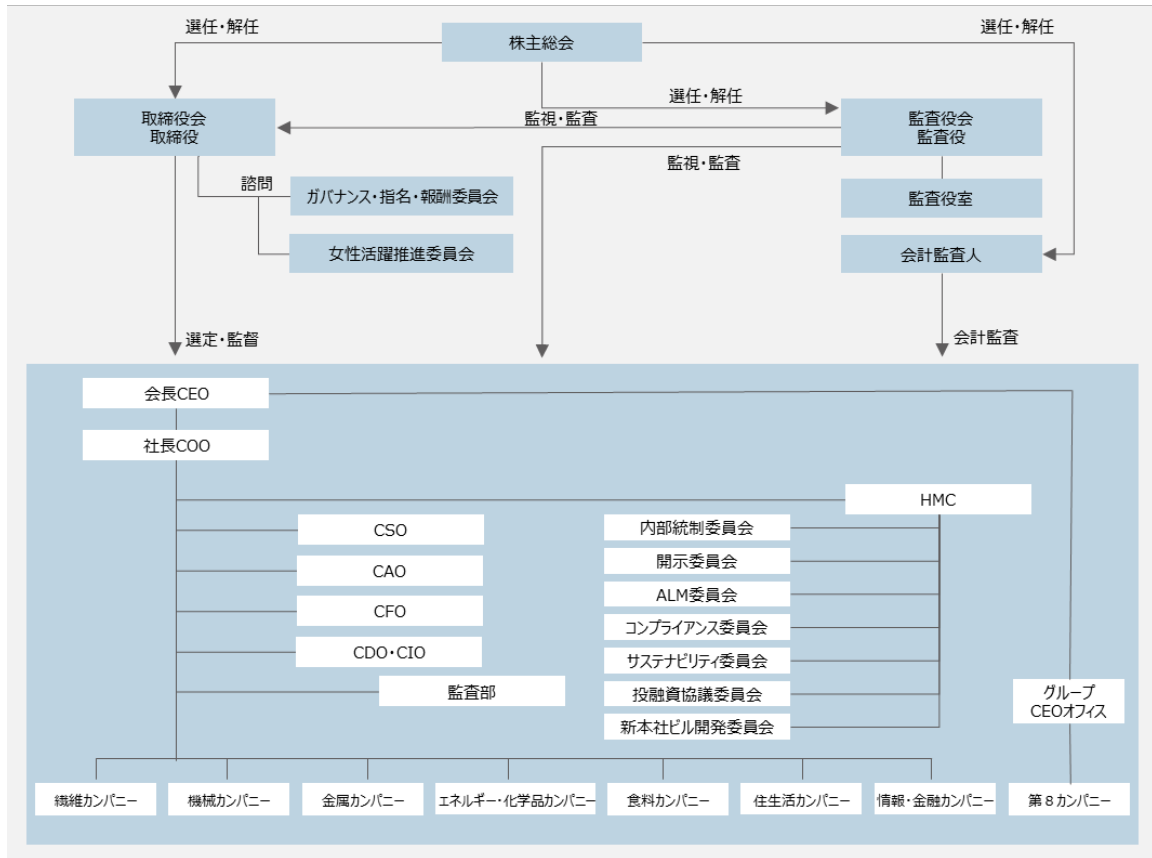 選任・解任
株主総会
選任・解任
選任・解任
取締役会
取締役
監視・監査
監査役会
監査役
監視・監査
諮問
ガバナンス・指名・報酬委員会
監査役室
女性活躍推進委員会
会計監査人
選定・監督
会計監査
会長CEO
社長COO
HMC
CSO
内部統制委員会
開示委員会
CAO
ALM委員会
CFO
コンプライアンス委員会
CDO・CIO
サステナビリティ委員会
監査部
投融資協議委員会
グループ
CEOオフィス
新本社ビル開発委員会
繊維カンパニー
機械カンパニー
金属カンパニー
エネルギー・化学品カンパニー
食料カンパニー
住生活カンパニー
情報・金融カンパニー
第８カンパニー